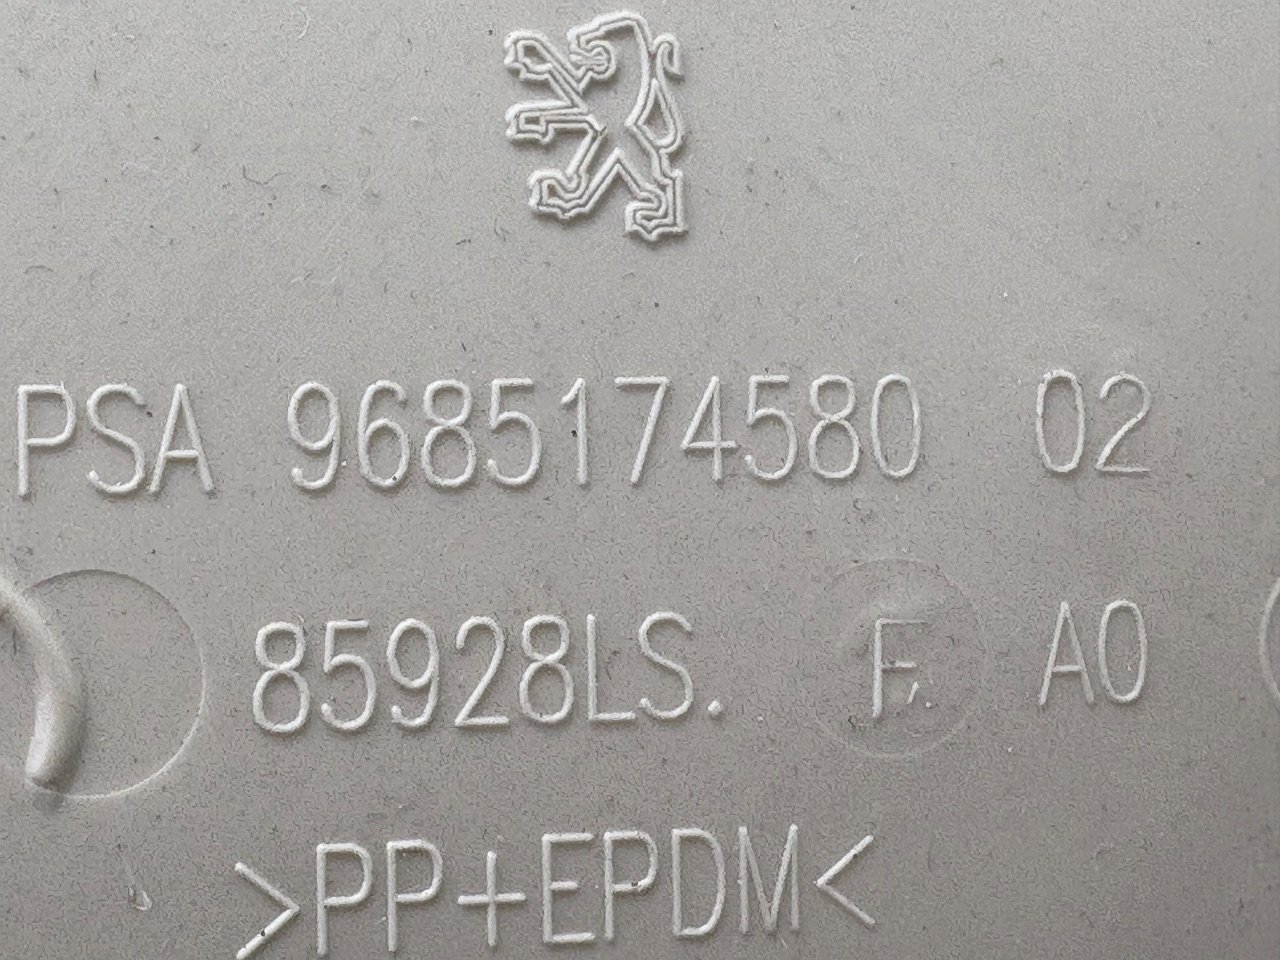 PSA 9685174580 02
85928LS. F. A0
>PP+EPDM<